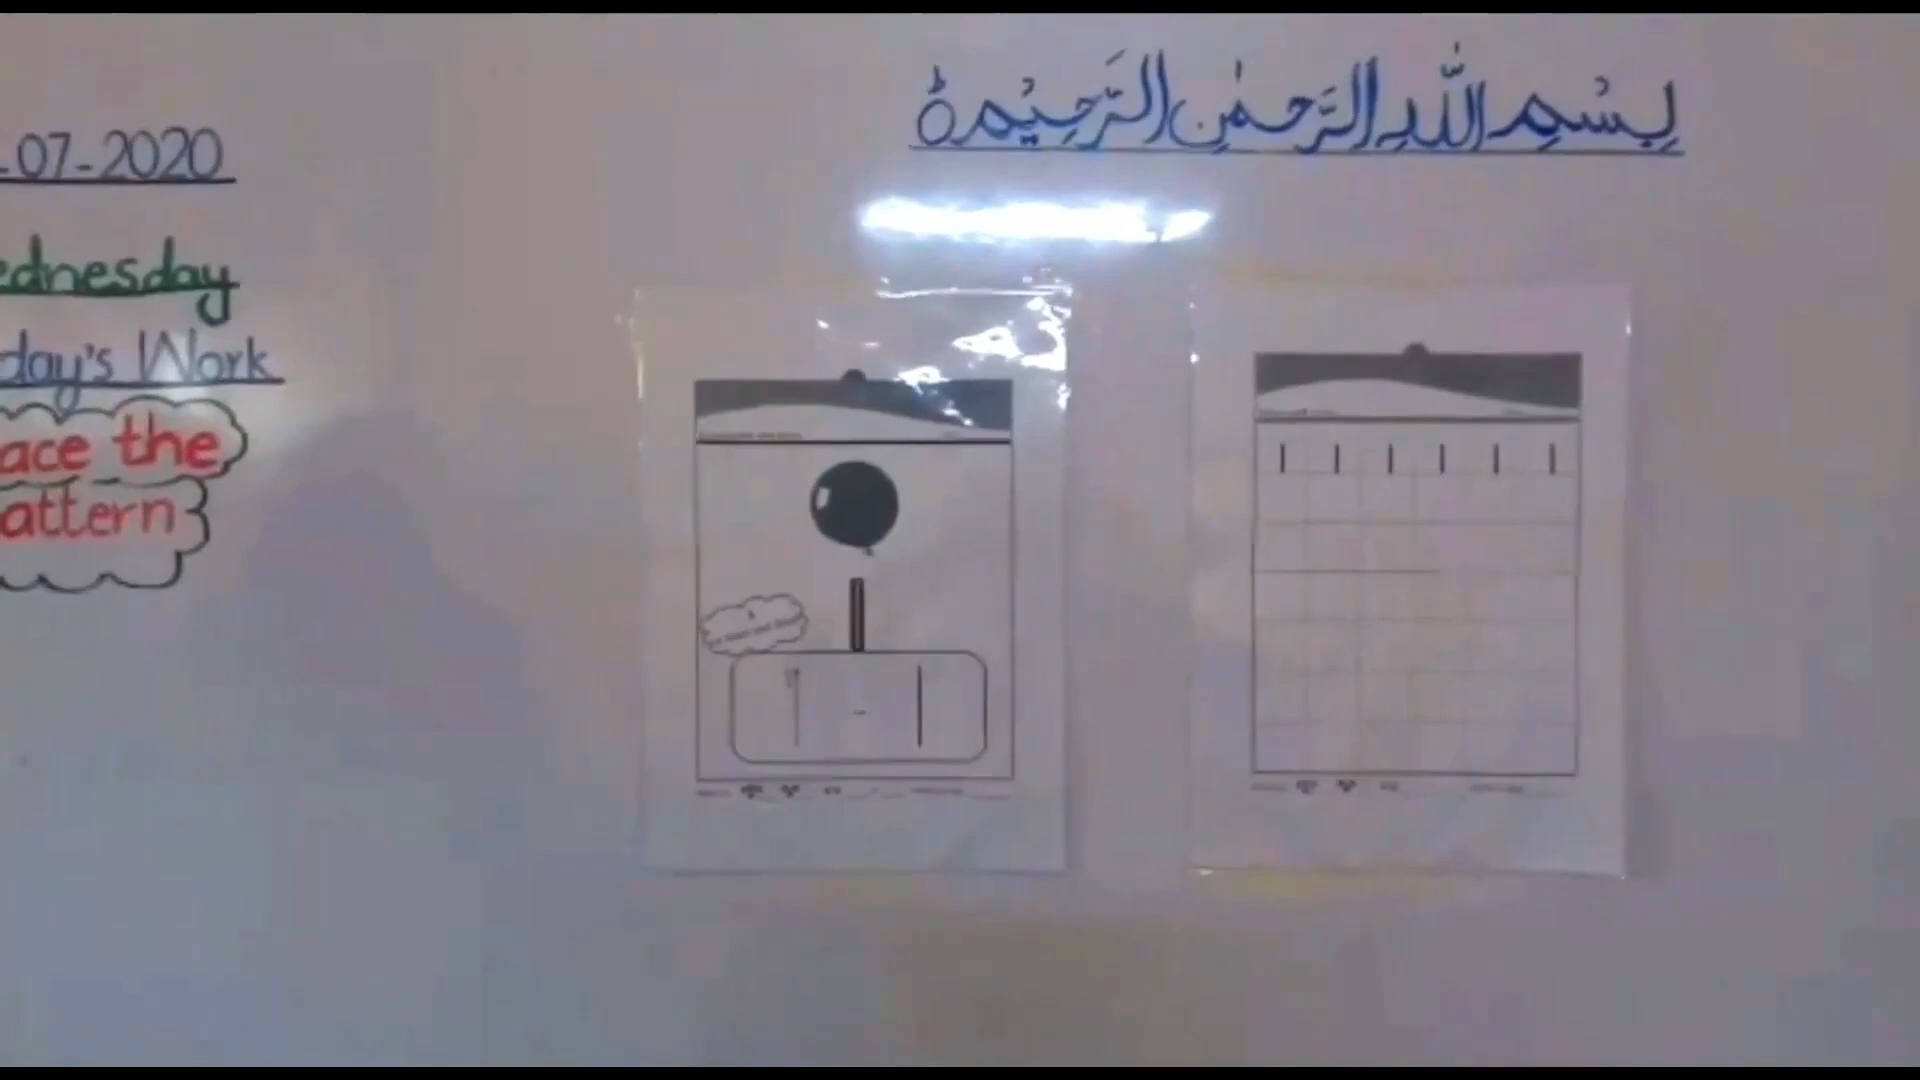 بِسْمِ اللّٰهِ الرَّحْمٰنِ الرَّحِيْمِ ط
-07-2020
ednesday
day's Work
ace the
attern